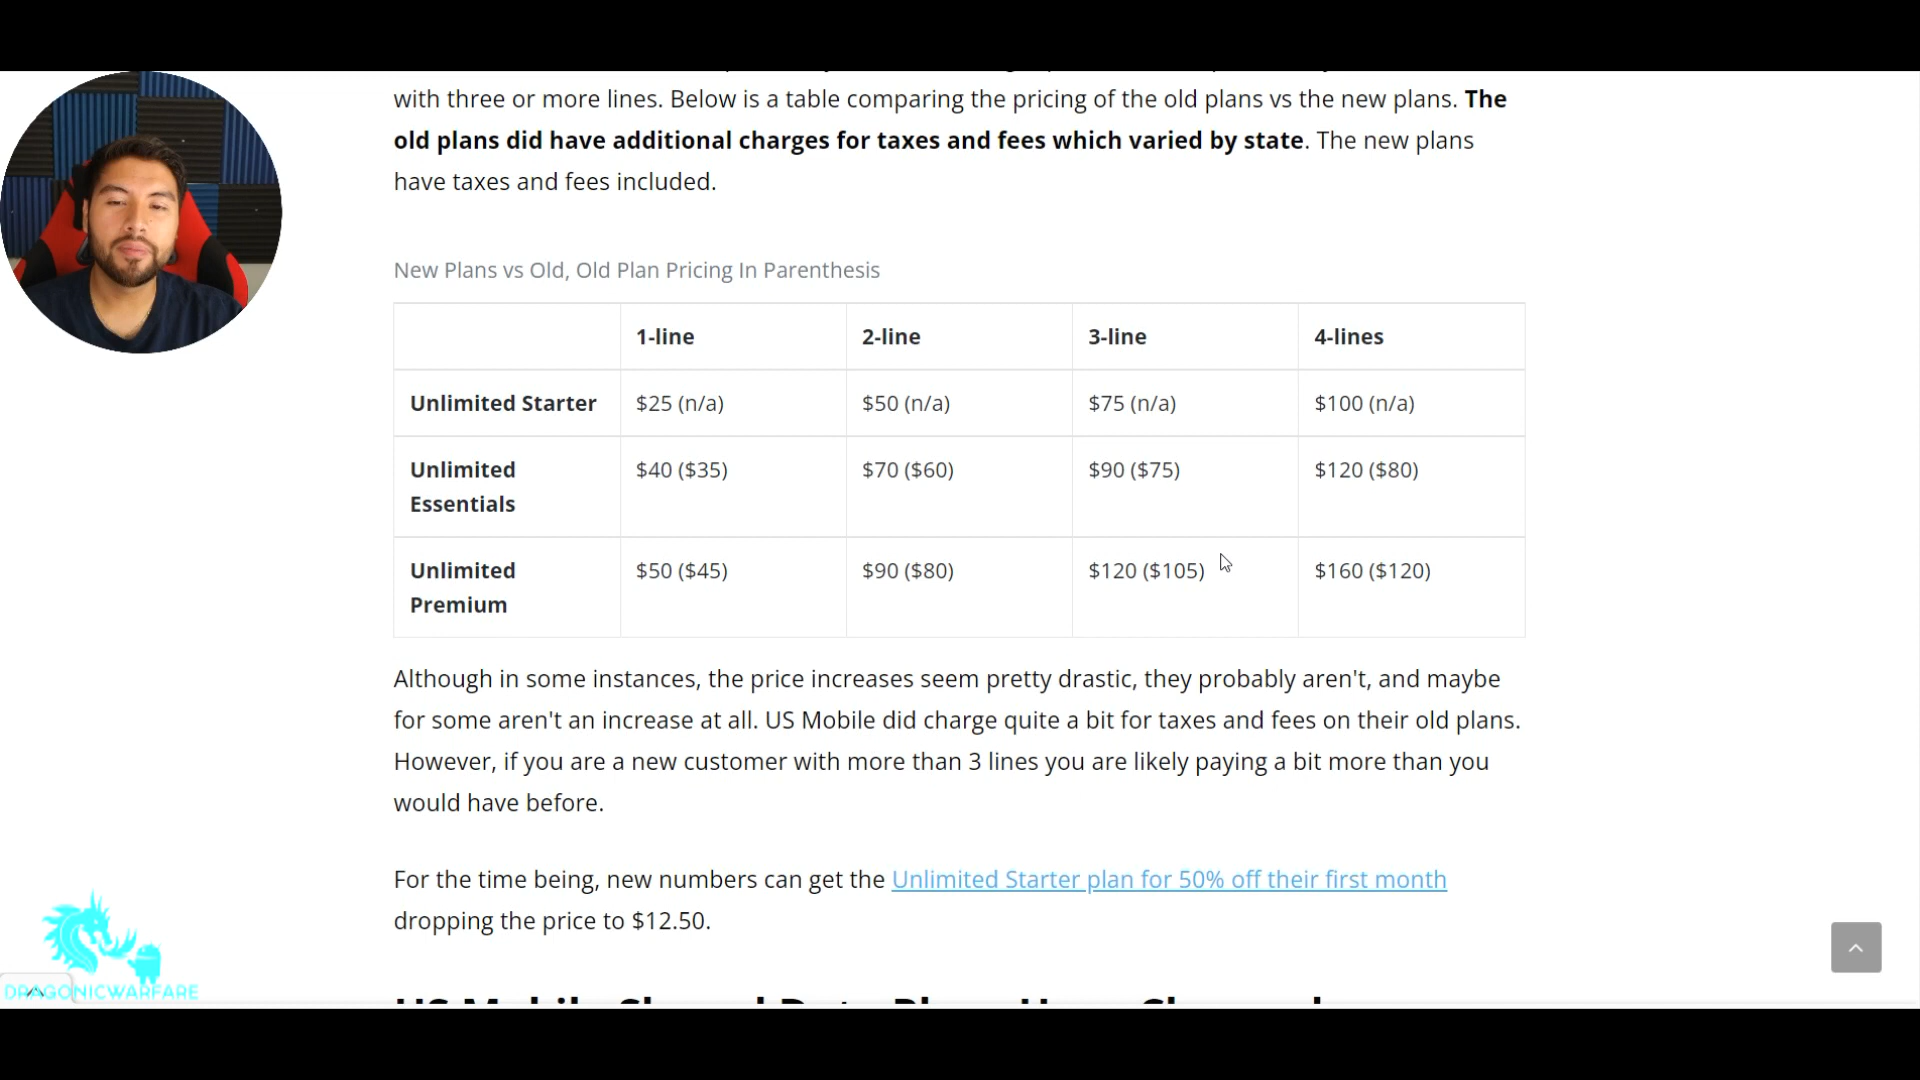 with three or more lines. Below is a table comparing the pricing of the old plans vs the new plans. The
old plans did have additional charges for taxes and fees which varied by state. The new plans
have taxes and fees included.
New Plans vs Old, Old Plan Pricing In Parenthesis
1-line 2-line 3-line 4-lines
Unlimited Starter $25 (n/a) $50 (n/a) $75 (n/a) $100 (n/a)
Unlimited $40 ($35) $70 ($60) $90 ($75) $120 ($80)
Essentials
Unlimited $50 ($45) $90 ($80) $120 ($105) $160 ($120)
Premium
Although in some instances, the price increases seem pretty drastic, they probably aren't, and maybe
for some aren't an increase at all. US Mobile did charge quite a bit for taxes and fees on their old plans.
However, if you are a new customer with more than 3 lines you are likely paying a bit more than you
would have before.
For the time being, new numbers can get the Unlimited Starter plan for 50% off their first month
dropping the price to $12.50.
DRAGONICWARFARE